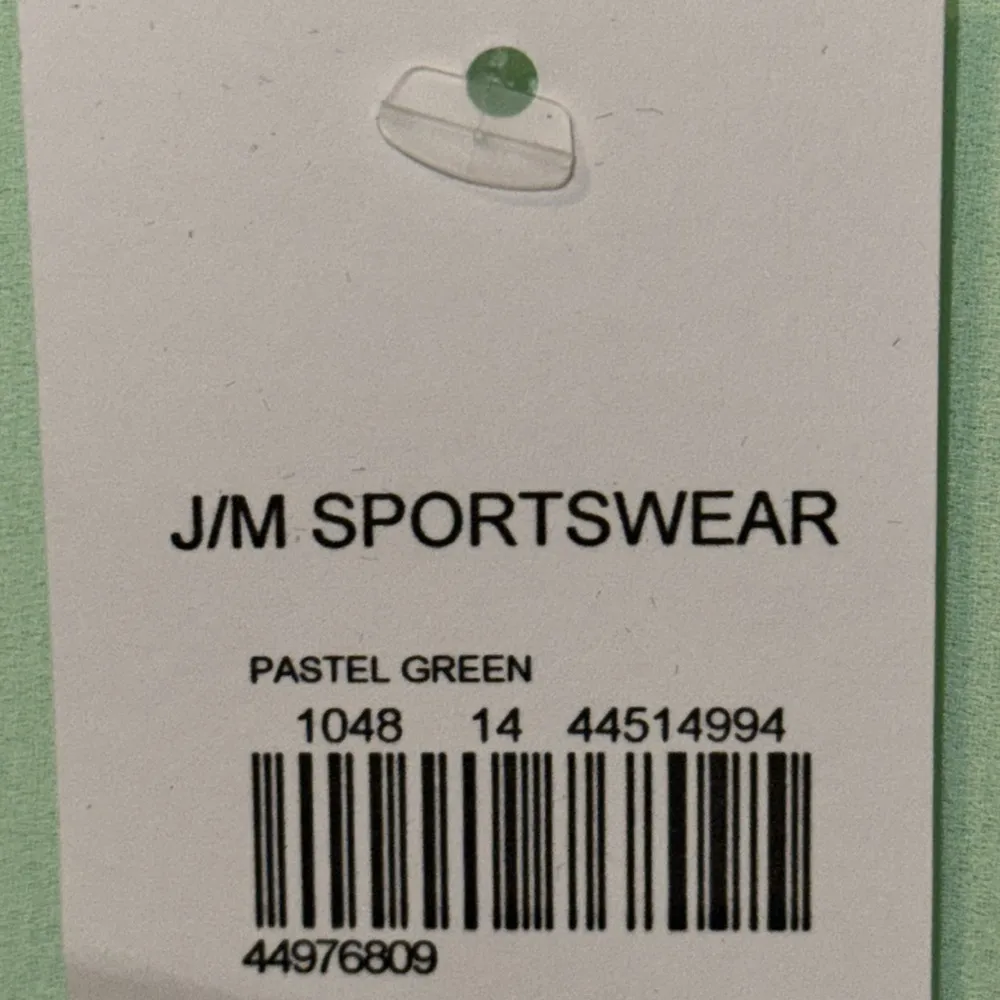 J/M SPORTSWEAR
PASTEL GREEN
1048 14 44514994
44976809